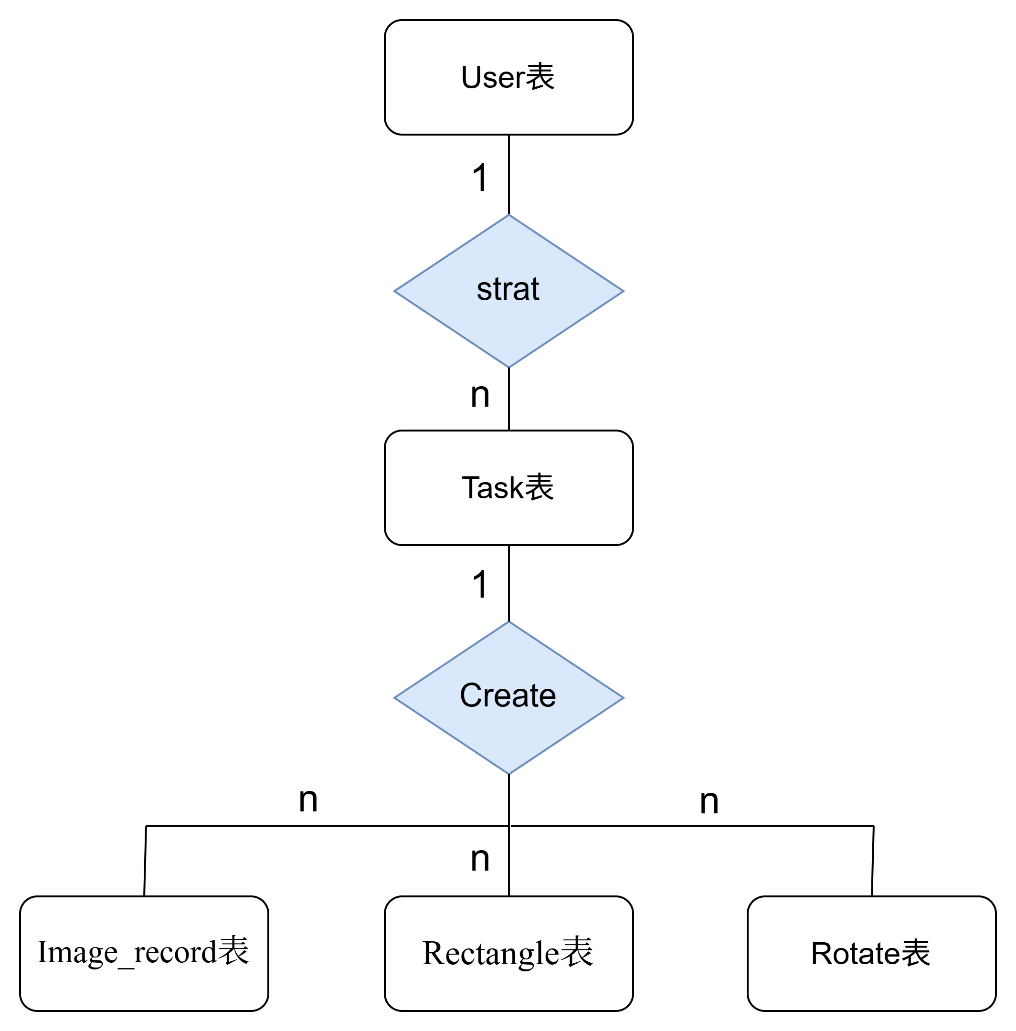 User表
1
strat
n
Task表
1
Create
n
n
n
Image_record表
Rectangle表
Rotate表